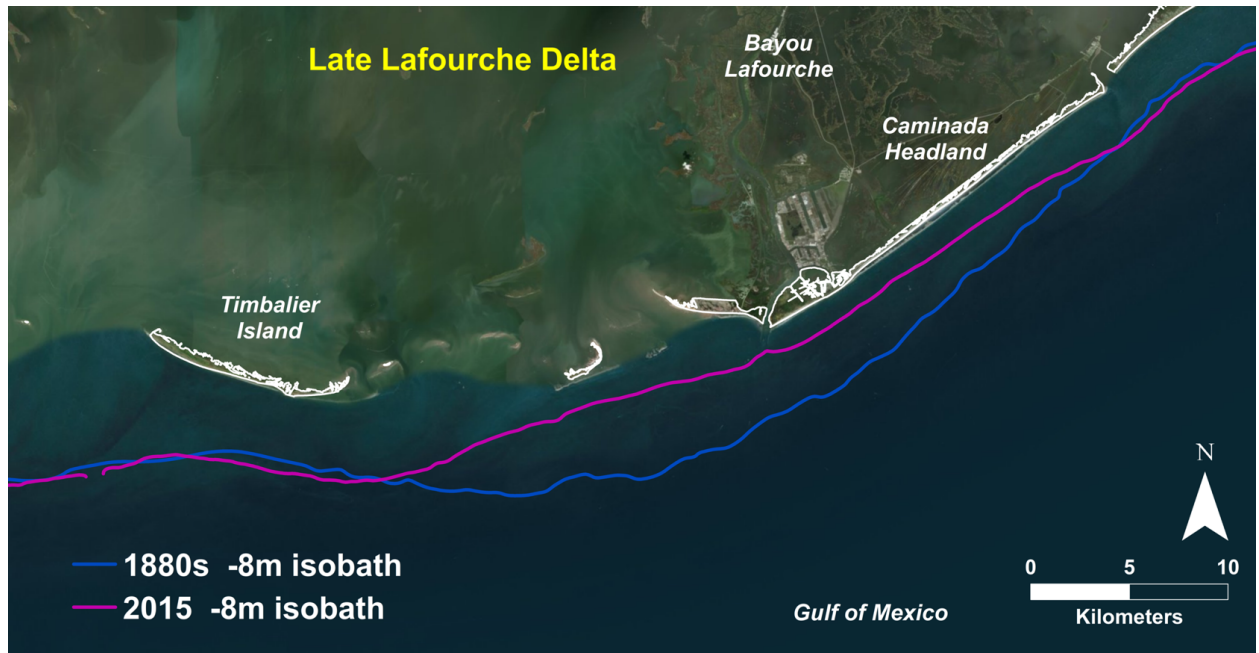 Late Lafourche Delta
Bayou
Lafourche
Caminada
Headland
Timbalier
Island
N
1880s -8m isobath
2015 -8m isobath
0 5 10
Kilometers
Gulf of Mexico